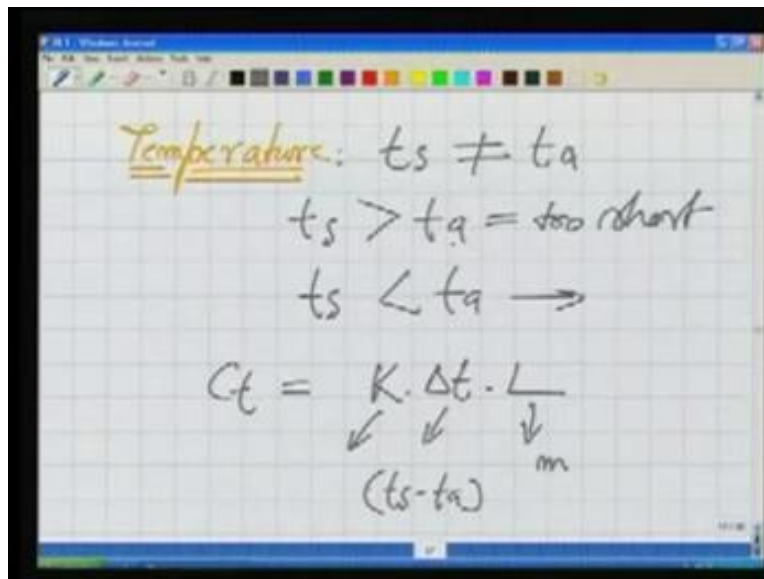 Temperature: ts ≠ ta
ts > ta = too short
ts < ta →
Ct = K. Δt. L
↙ ↙ ↓
m
(ts-ta)